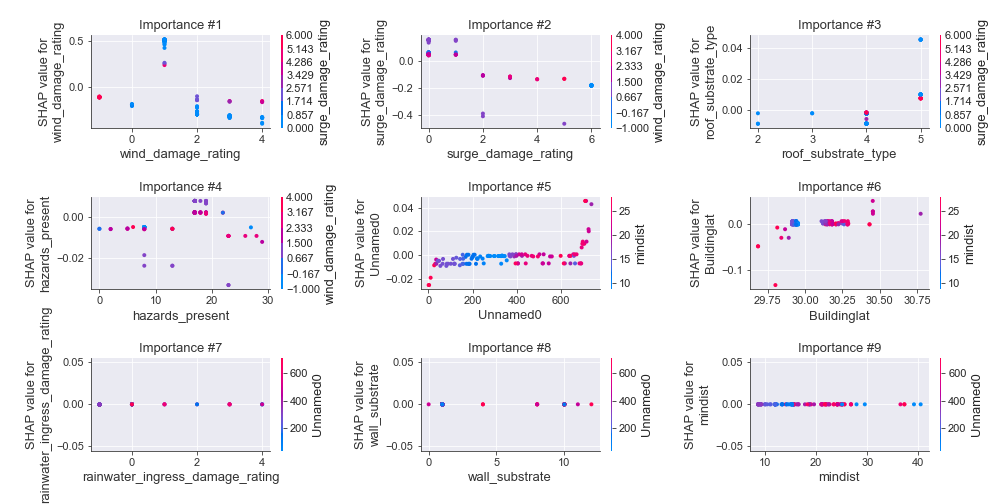 Importance #1
SHAP value for
wind_damage_rating
0.5
0.0
0
2
4
wind_damage_rating
6.000
5.143
4.286
3.429
2.571
1.714
0.857
0.000
surge_damage_rating
Importance #2
SHAP value for
surge_damage_rating
0.0
−0.2
−0.4
0
2
4
6
surge_damage_rating
4.000
3.167
2.333
1.500
0.667
−0.167
−1.000
wind_damage_rating
Importance #3
SHAP value for
roof_substrate_type
0.04
0.02
0.00
2
3
4
5
roof_substrate_type
6.000
5.143
4.286
3.429
2.571
1.714
0.857
0.000
surge_damage_rating
Importance #4
SHAP value for
hazards_present
0.00
−0.02
0
10
20
30
hazards_present
4.000
3.167
2.333
1.500
0.667
−0.167
−1.000
wind_damage_rating
Importance #5
SHAP value for
Unnamed0
0.04
0.02
0.00
−0.02
0
200
400
600
Unnamed0
25
20
15
10
mindist
Importance #6
SHAP value for
Buildinglat
0.0
−0.1
29.75
30.00
30.25
30.50
30.75
Buildinglat
25
20
15
10
mindist
Importance #7
SHAP value for
rainwater_ingress_damage_rating
0.05
0.00
−0.05
0
2
4
rainwater_ingress_damage_rating
600
400
200
Unnamed0
Importance #8
SHAP value for
wall_substrate
0.05
0.00
−0.05
0
5
10
wall_substrate
600
400
200
Unnamed0
Importance #9
SHAP value for
mindist
0.05
0.00
−0.05
10
20
30
40
mindist
600
400
200
Unnamed0